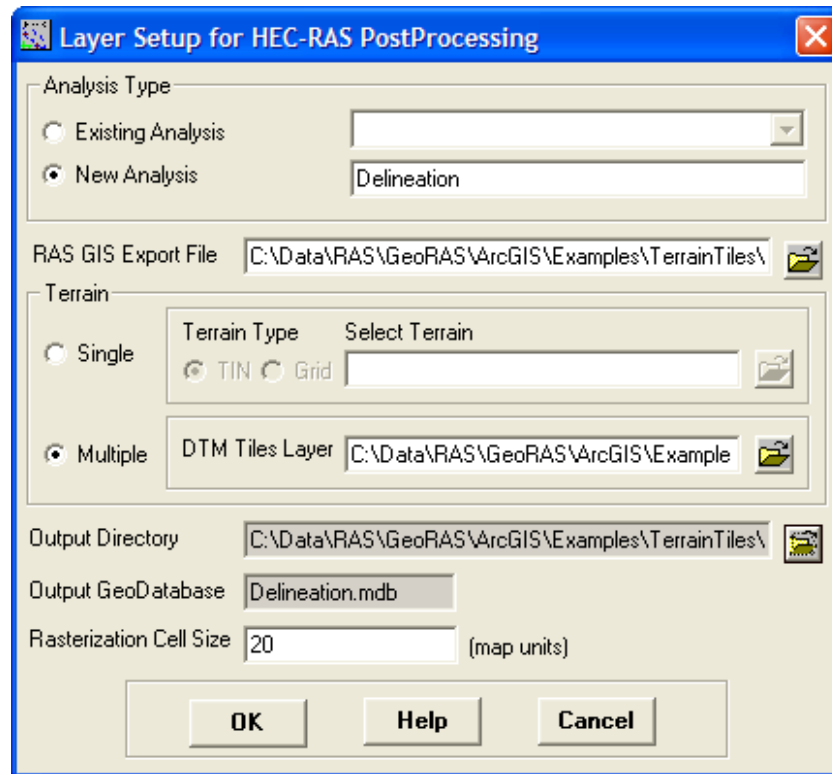 Layer Setup for HEC-RAS PostProcessing
Analysis Type
Existing Analysis
New Analysis
Delineation
RAS GIS Export File
C:\Data\RAS\GeoRAS\ArcGIS\Examples\TerrainTiles\
Terrain
Single
Terrain Type
Select Terrain
TIN
Grid
Multiple
DTM Tiles Layer
C:\Data\RAS\GeoRAS\ArcGIS\Example
Output Directory
C:\Data\RAS\GeoRAS\ArcGIS\Examples\TerrainTiles\
Output GeoDatabase
Delineation.mdb
Rasterization Cell Size
20
(map units)
OK
Help
Cancel